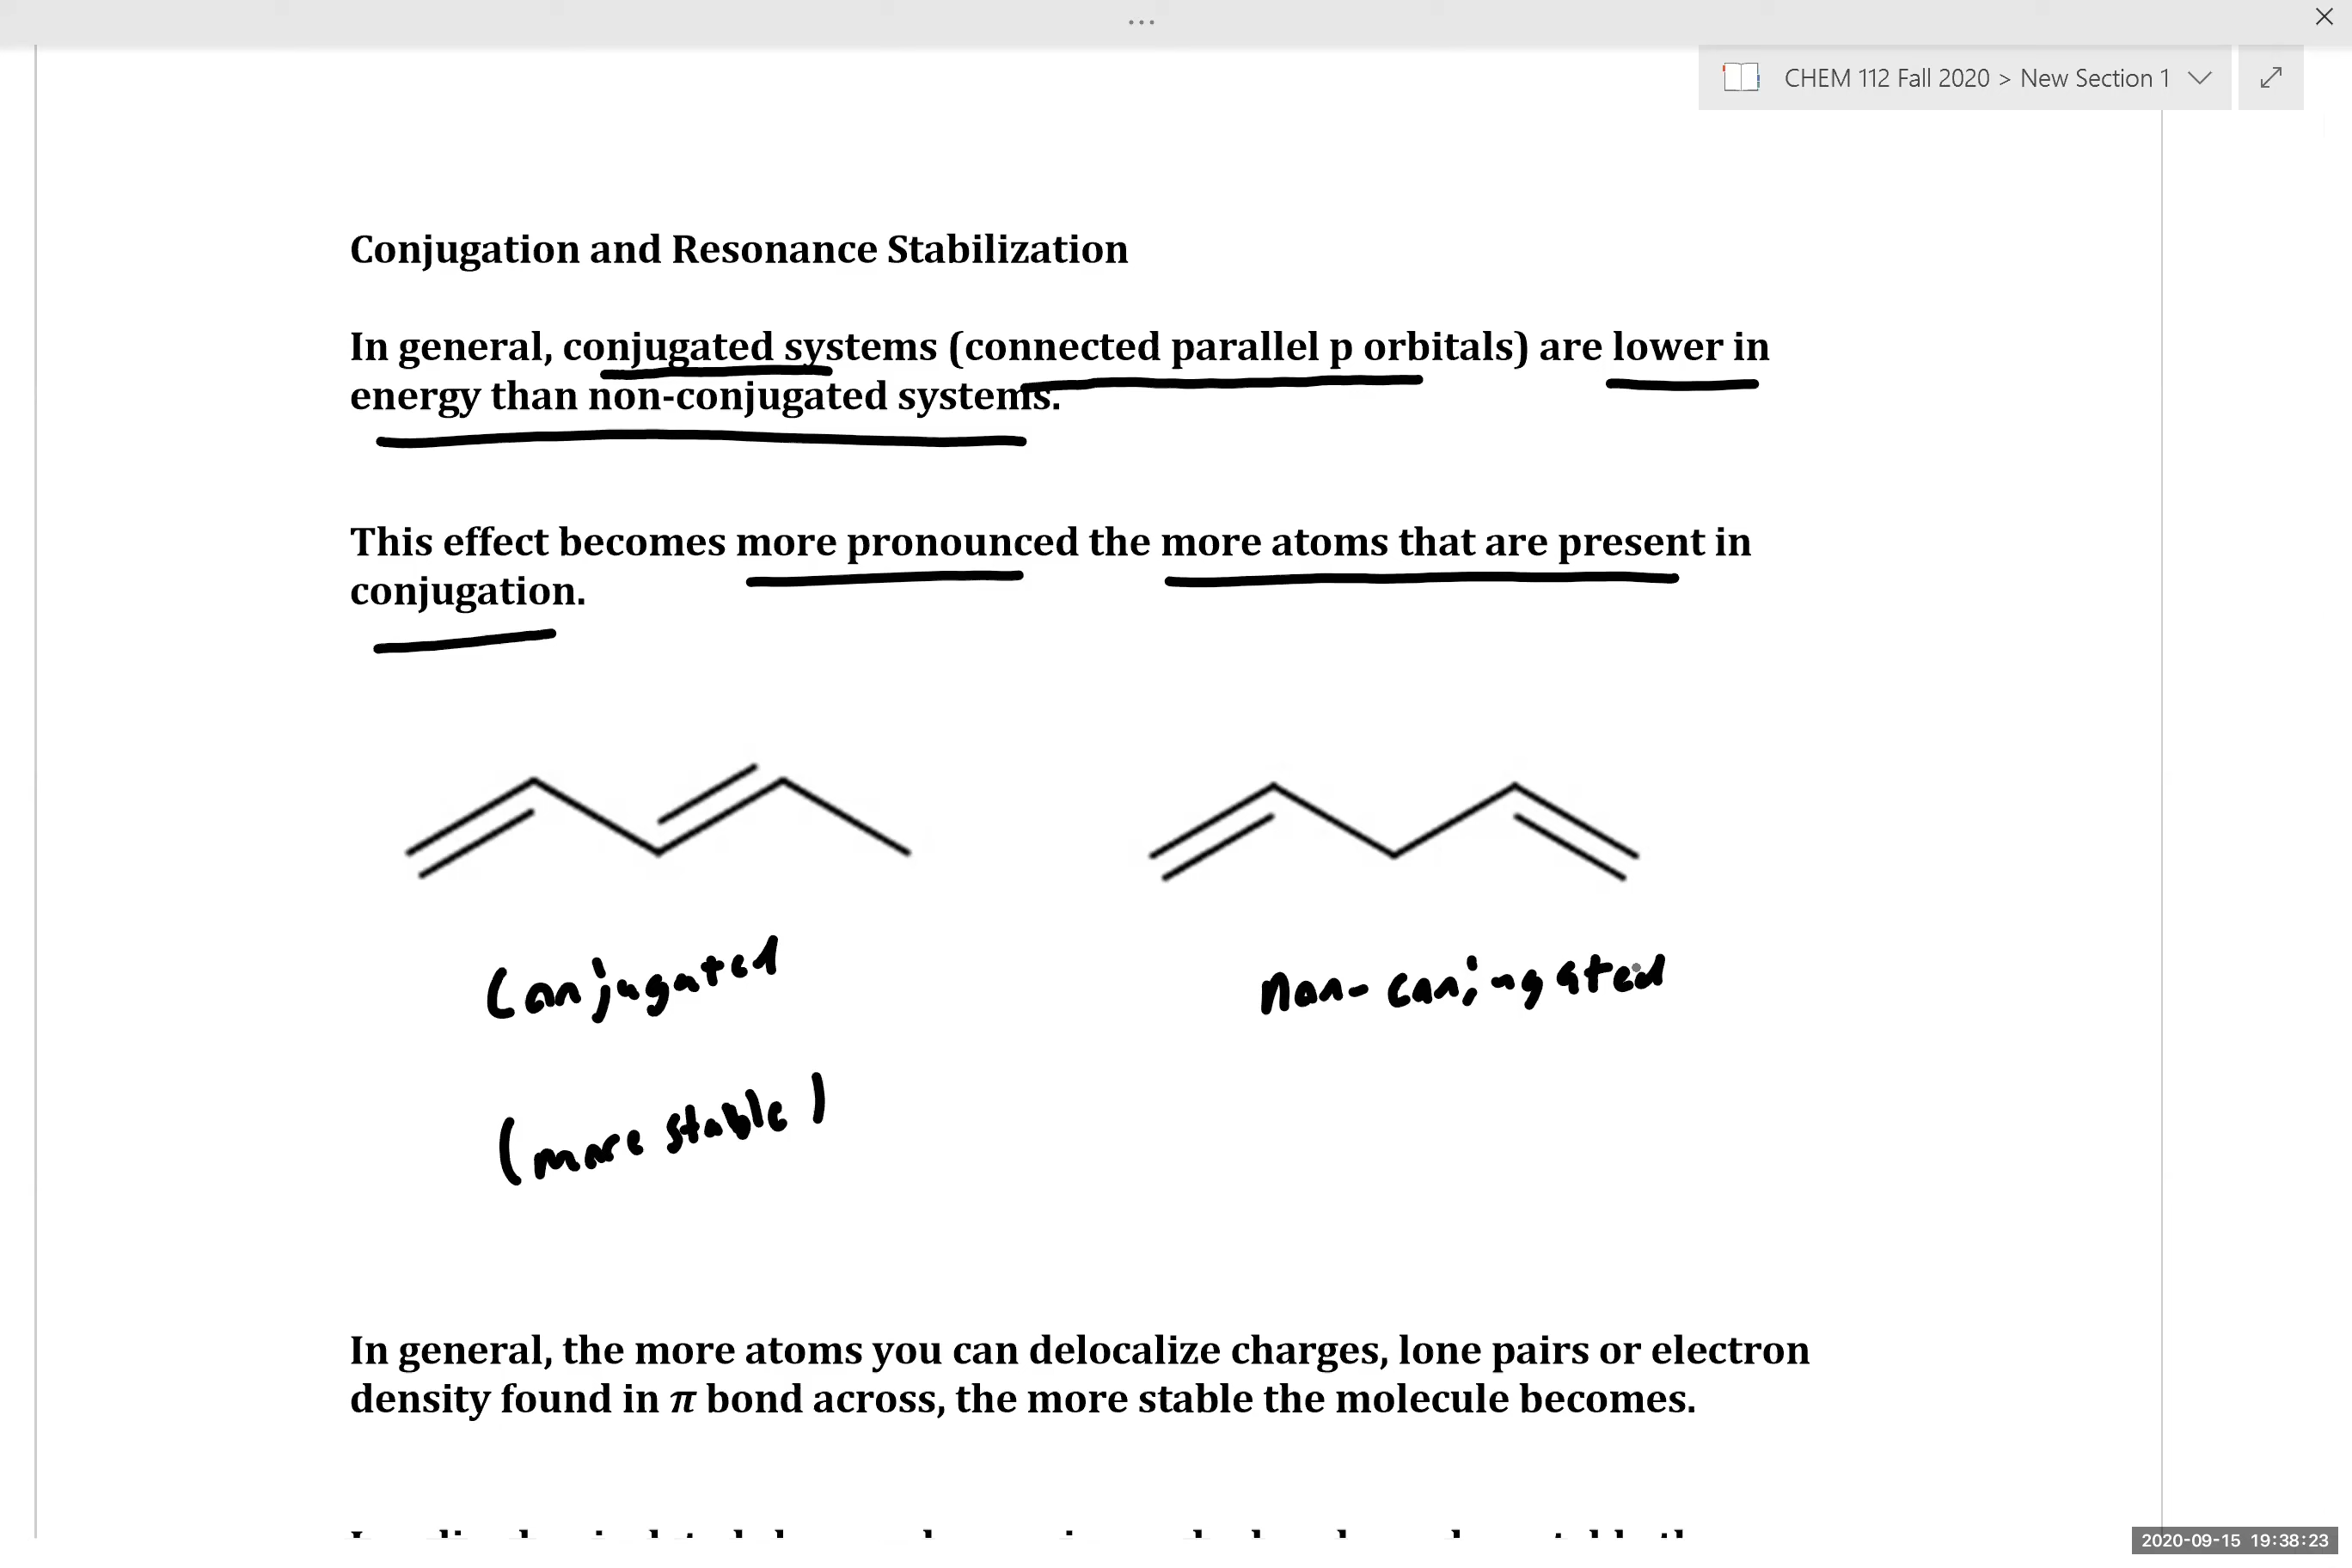 CHEM 112 Fall 2020 > New Section 1
Conjugation and Resonance Stabilization
In general, conjugated systems (connected parallel p orbitals) are lower in
energy than non-conjugated systems.
This effect becomes more pronounced the more atoms that are present in
conjugation.
Conjugated
non-conjugated
(more stable)
In general, the more atoms you can delocalize charges, lone pairs or electron
density found in π bond across, the more stable the molecule becomes.
2020-09-15 19:38:23